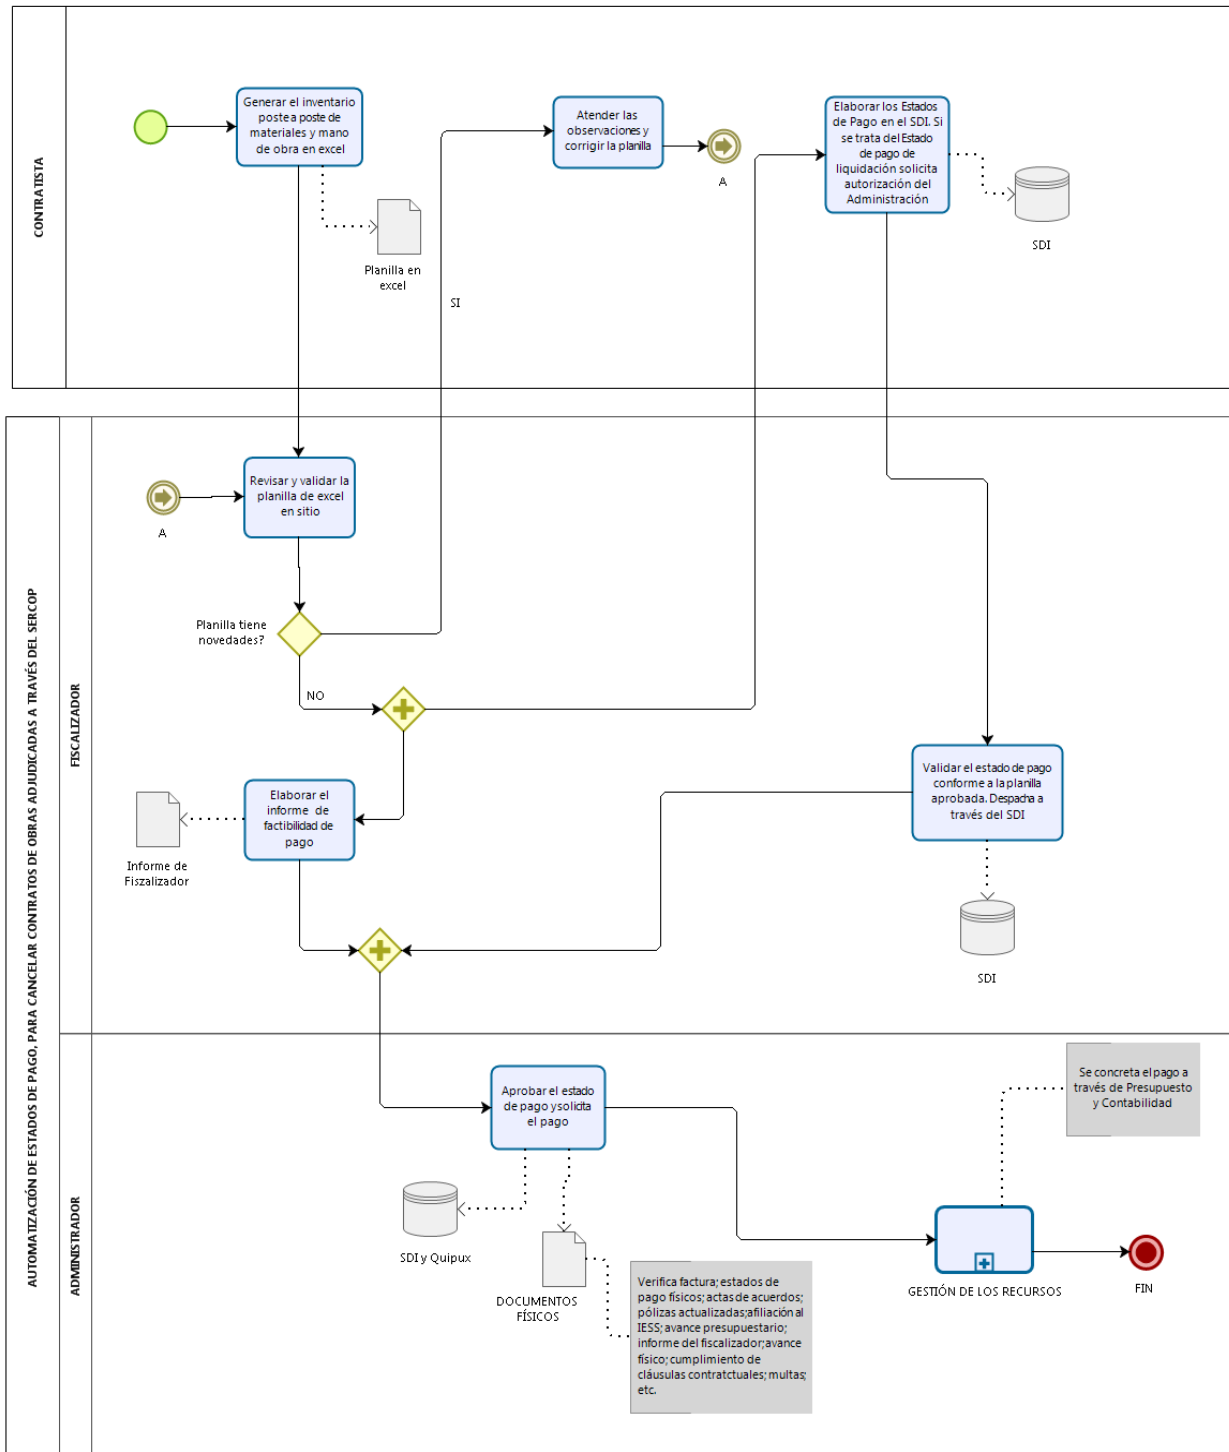 CONTRATISTA
Generar el inventario
poste a poste de
materiales y mano
de obra en excel
Planilla en
excel
SI
Atender las
observaciones y
corrigir la planilla
A
Elaborar los Estados
de Pago en el SDI. Si
se trata del Estado
de pago de
liquidación solicita
autorización del
Administración
SDI
AUTOMATIZACIÓN DE ESTADOS DE PAGO, PARA CANCELAR CONTRATOS DE OBRAS ADJUDICADAS A TRAVÉS DEL SERCOP
FISCALIZADOR
Revisar y validar la
planilla de excel
en sitio
A
Planilla tiene
novedades?
NO
Elaborar el
informe de
factibilidad de
pago
Informe de
Fiszalizador
Validar el estado de pago
conforme a la planilla
aprobada. Despacha a
través del SDI
SDI
ADMINISTRADOR
Aprobar el estado
de pago y solicita
el pago
SDI y Quipux
DOCUMENTOS
FÍSICOS
Verifica factura; estados de
pago físicos; actas de acuerdos;
pólizas actualizadas;afiliación al
IESS; avance presupuestario;
informe del fiscalizador; avance
físico; cumplimiento de
cláusulas contratctuales; multas;
etc.
Se concreta el pago a
través de Presupuesto
y Contabilidad
GESTIÓN DE LOS RECURSOS
FIN